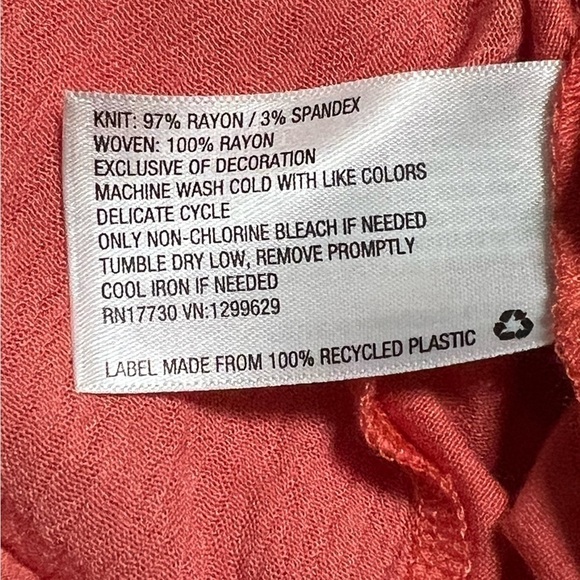 KNIT: 97% RAYON / 3% SPANDEX
WOVEN: 100% RAYON
EXCLUSIVE OF DECORATION
MACHINE WASH COLD WITH LIKE COLORS
DELICATE CYCLE
ONLY NON-CHLORINE BLEACH IF NEEDED
TUMBLE DRY LOW, REMOVE PROMPTLY
COOL IRON IF NEEDED
RN17730 VN:1299629
LABEL MADE FROM 100% RECYCLED PLASTIC